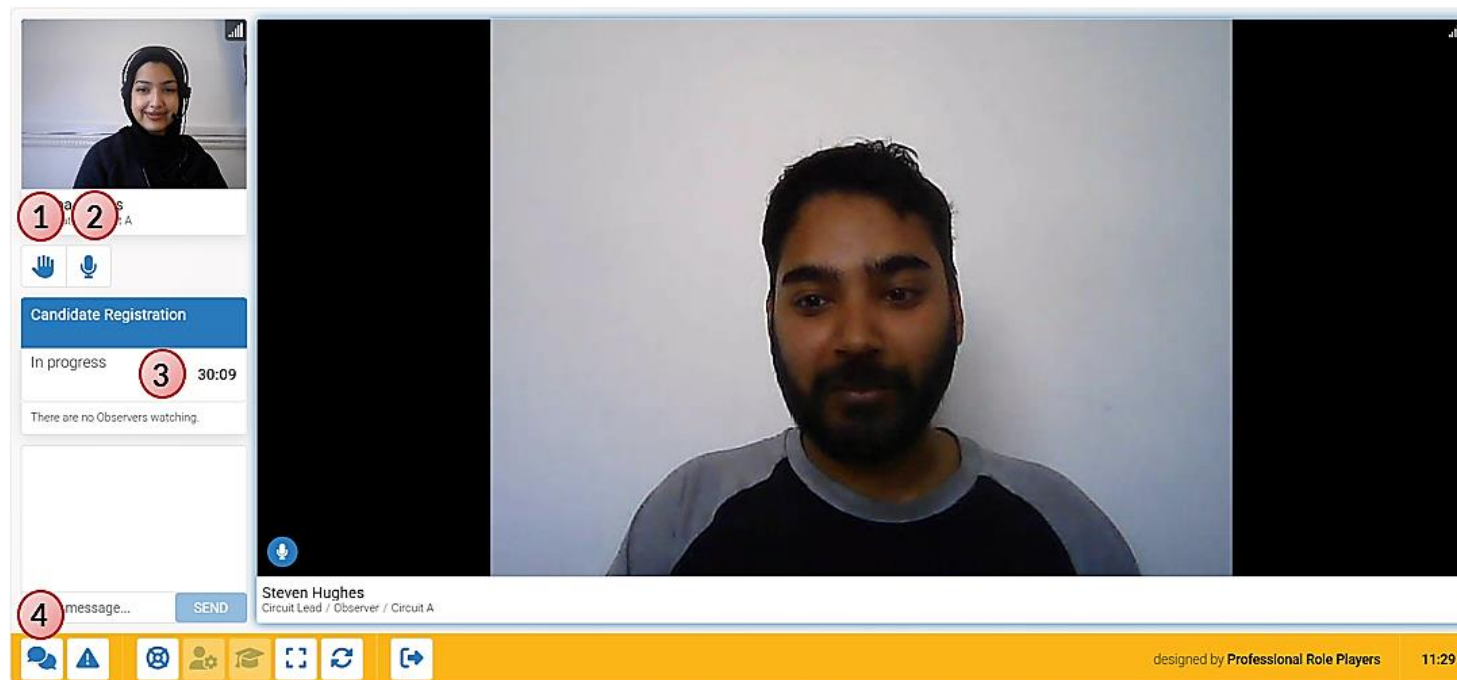 1
2
A
Candidate Registration
In progress
3
30:09
There are no Observers watching.
4
message...
SEND
Steven Hughes
Circuit Lead / Observer / Circuit A
designed by Professional Role Players
11:29